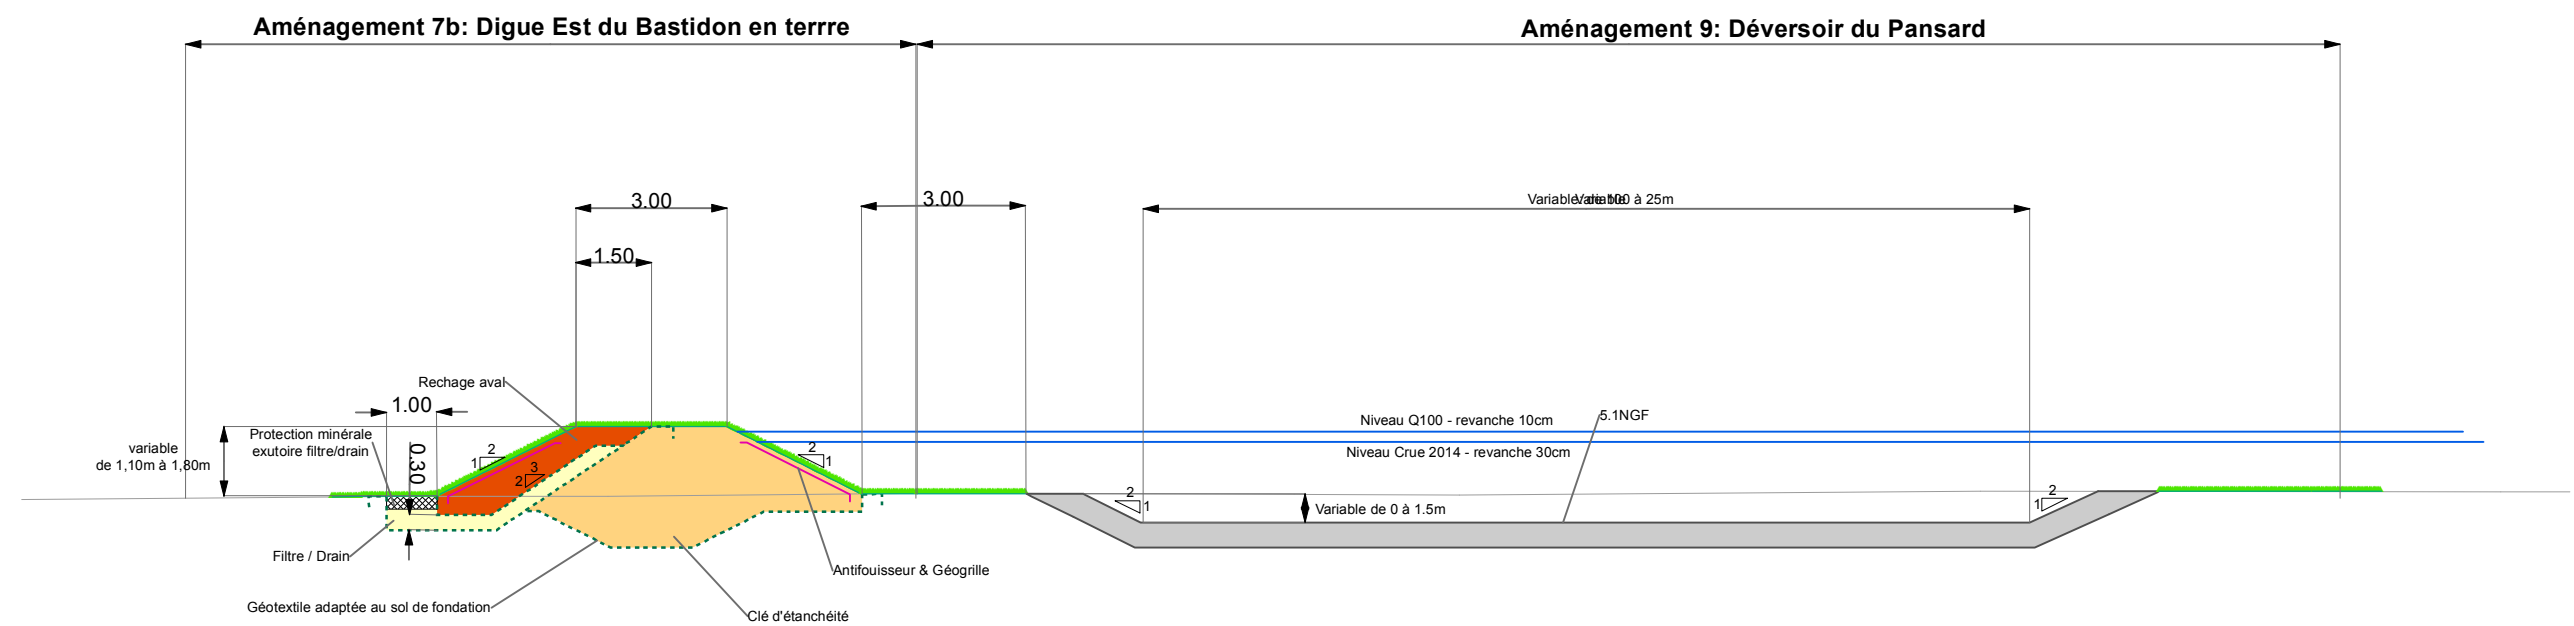 Aménagement 7b: Digue Est du Bastidon en terrre
Aménagement 9: Déversoir du Pansard
3.00
3.00
1.50
Rechage aval
1.00
Protection minérale
exutoire filtre/drain
variable
de 1,10m à 1,80m
0.30
2
1
3
2
2
1
Niveau Q100 - revanche 10cm
5.1NGF
Niveau Crue 2014 - revanche 30cm
2
1
Variable de 0 à 1.5m
2
1
Filtre / Drain
Antifouisseur & Géogrille
Géotextile adaptée au sol de fondation
Clé d'étanchéité